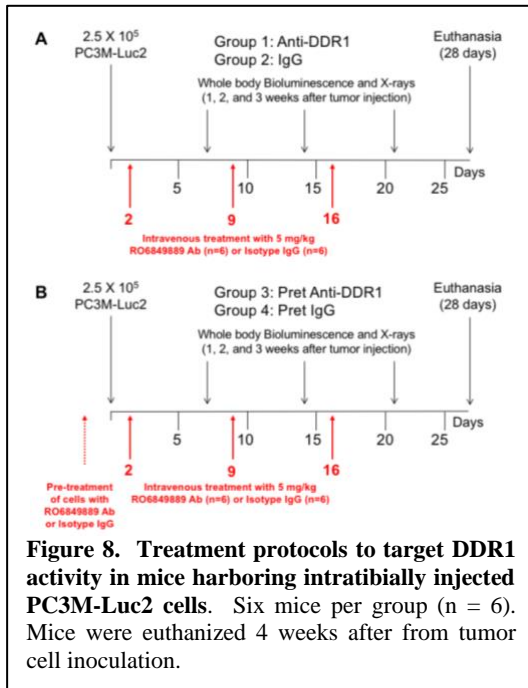 A
2.5 X 10⁵
PC3M-Luc2
Group 1: Anti-DDR1
Group 2: IgG
Euthanasia
(28 days)
Whole body Bioluminescence and X-rays
(1, 2, and 3 weeks after tumor injection)
5 10 15 20 25 Days
2 9 16
Intravenous treatment with 5 mg/kg
RO6849889 Ab (n=6) or Isotype IgG (n=6)
B
2.5 X 10⁵
PC3M-Luc2
Group 3: Pret Anti-DDR1
Group 4: Pret IgG
Euthanasia
(28 days)
Whole body Bioluminescence and X-rays
(1, 2, and 3 weeks after tumor injection)
5 10 15 20 25 Days
2 9 16
Pre-treatment
of cells with
RO6849889 Ab
or Isotype IgG
Intravenous treatment with 5 mg/kg
RO6849889 Ab (n=6) or Isotype IgG (n=6)
Figure 8. Treatment protocols to target DDR1
activity in mice harboring intratibially injected
PC3M-Luc2 cells. Six mice per group (n = 6).
Mice were euthanized 4 weeks after from tumor
cell inoculation.